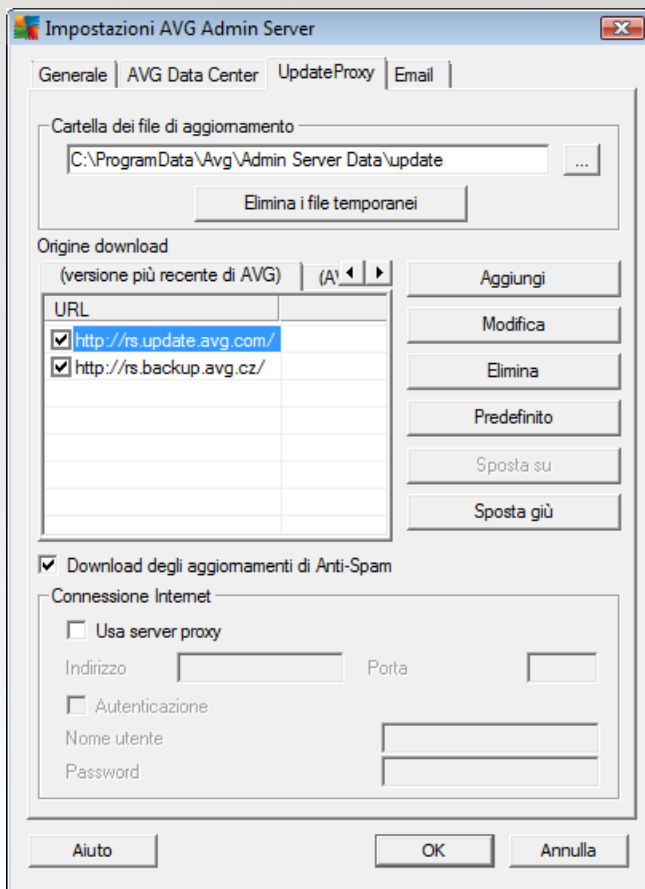 Impostazioni AVG Admin Server
Generale AVG Data Center UpdateProxy Email
Cartella dei file di aggiornamento
C:\ProgramData\Avg\Admin Server Data\update ...
Elimina i file temporanei
Origine download
(versione più recente di AVG)
Aggiungi
URL
Modifica
http://rs.update.avg.com/
http://rs.backup.avg.cz/
Elimina
Predefinito
Sposta su
Sposta giù
Download degli aggiornamenti di Anti-Spam
Connessione Internet
Usa server proxy
Indirizzo Porta
Autenticazione
Nome utente
Password
Aiuto OK Annulla